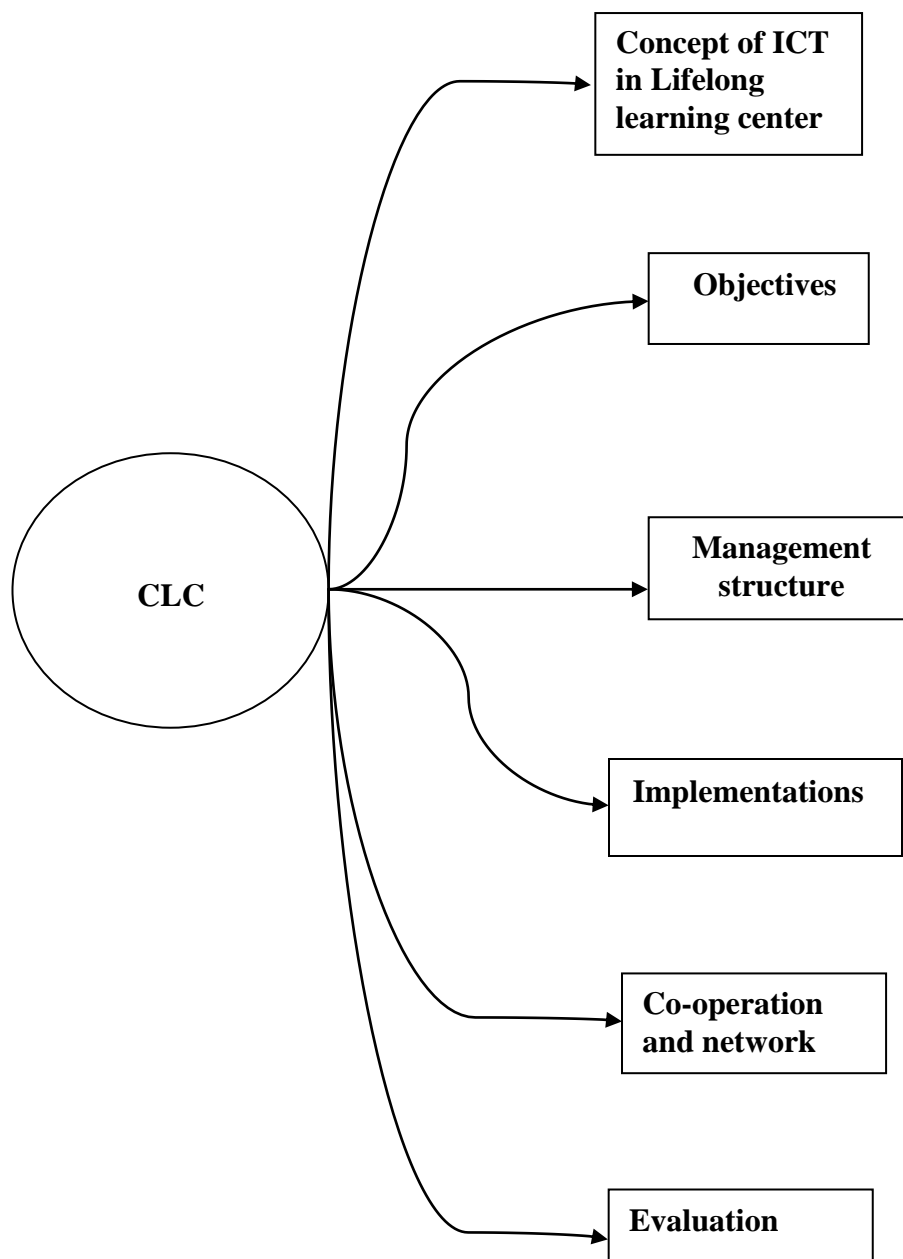 Concept of ICT
in Lifelong
learning center
Objectives
Management
structure
CLC
Implementations
Co-operation
and network
Evaluation